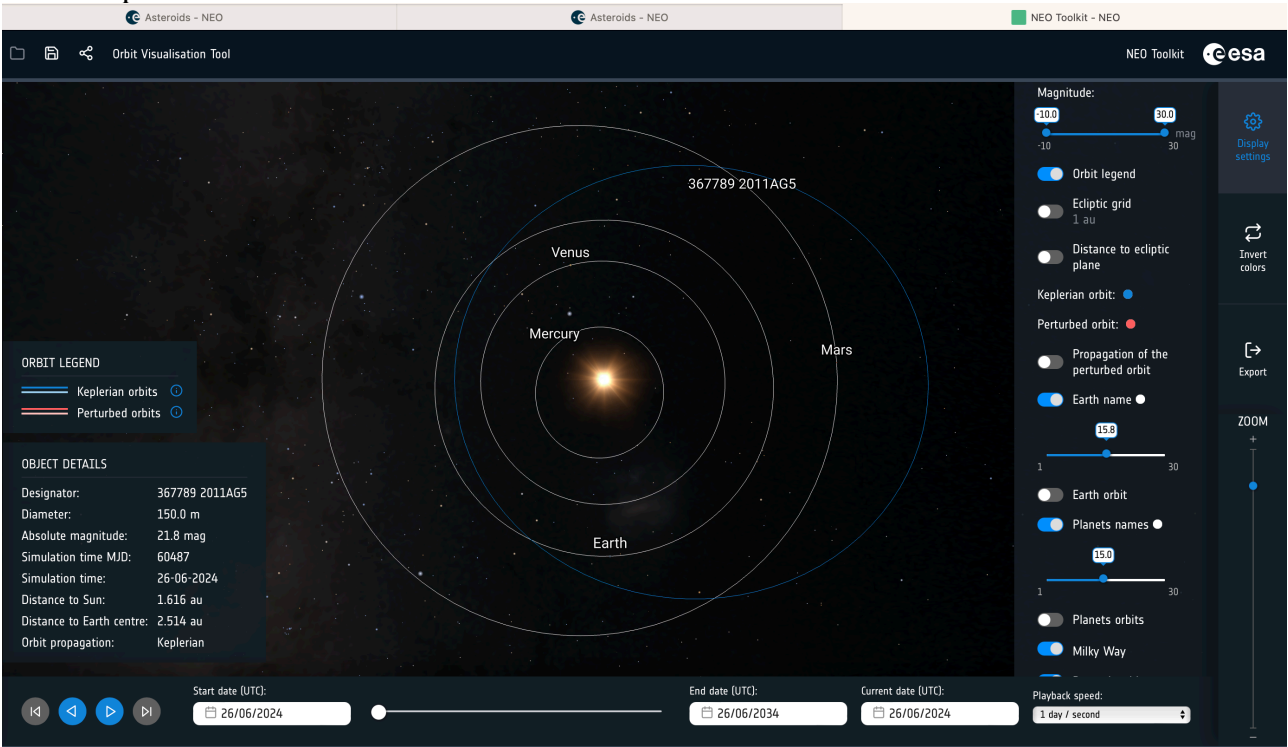 Asteroids - NEO
Asteroids - NEO
NEO Toolkit - NEO
Orbit Visualisation Tool
NEO Toolkit
esa
367789 2011AG5
Venus
Mercury
Mars
Earth
ORBIT LEGEND
Keplerian orbits
Perturbed orbits
OBJECT DETAILS
Designator: 367789 2011AG5
Diameter: 150.0 m
Absolute magnitude: 21.8 mag
Simulation time MJD: 60487
Simulation time: 26-06-2024
Distance to Sun: 1.616 au
Distance to Earth centre: 2.514 au
Orbit propagation: Keplerian
Magnitude:
-10.0 30.0
mag
-10 30
Orbit legend
Ecliptic grid
1 au
Distance to ecliptic
plane
Keplerian orbit:
Perturbed orbit:
Propagation of the
perturbed orbit
Earth name
15.8
1 30
Earth orbit
Planets names
15.0
1 30
Planets orbits
Milky Way
Display
settings
Invert
colors
Export
ZOOM
+
−
Start date (UTC):
26/06/2024
End date (UTC):
26/06/2034
Current date (UTC):
26/06/2024
Playback speed:
1 day / second